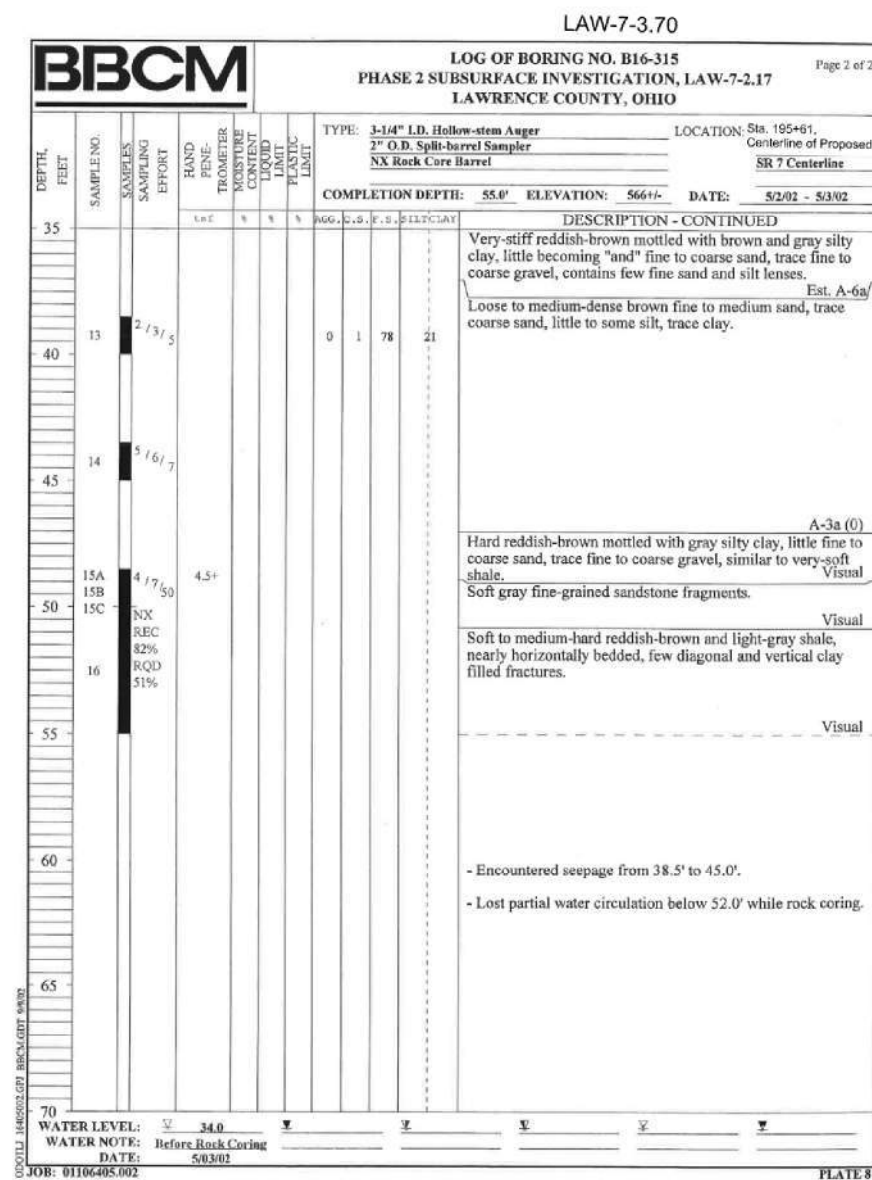 LAW-7-3.70
BBCM
LOG OF BORING NO. B16-315
PHASE 2 SUBSURFACE INVESTIGATION, LAW-7-2.17
LAWRENCE COUNTY, OHIO
Page 2 of 2
DEPTH, FEET
SAMPLE NO.
SAMPLES
SAMPLING EFFORT
HAND PENE-TROMETER
MOISTURE CONTENT
LIQUID LIMIT
PLASTIC LIMIT
TYPE: 3-1/4" I.D. Hollow-stem Auger
2" O.D. Split-barrel Sampler
NX Rock Core Barrel
LOCATION: Sta. 195+61,
Centerline of Proposed
SR 7 Centerline
COMPLETION DEPTH: 55.0' ELEVATION: 566+/- DATE: 5/2/02 - 5/3/02
% % % AGG. C.S. F.S. SILT CLAY
DESCRIPTION - CONTINUED
35
Very-stiff reddish-brown mottled with brown and gray silty
clay, little becoming "and" fine to coarse sand, trace fine to
coarse gravel, contains few fine sand and silt lenses.
Est. A-6a
Loose to medium-dense brown fine to medium sand, trace
coarse sand, little to some silt, trace clay.
13 2/3/5 0 1 78 21
40
14 5/6/7
45
A-3a (0)
Hard reddish-brown mottled with gray silty clay, little fine to
coarse sand, trace fine to coarse gravel, similar to very-soft
shale. Visual
15A 4/7/50 4.5+
15B
Soft gray fine-grained sandstone fragments.
50
15C
NX
REC
82%
RQD
51%
Visual
Soft to medium-hard reddish-brown and light-gray shale,
nearly horizontally bedded, few diagonal and vertical clay
filled fractures.
16
55
Visual
60
- Encountered seepage from 38.5' to 45.0'.
- Lost partial water circulation below 52.0' while rock coring.
65
70
WATER LEVEL: 34.0
WATER NOTE: Before Rock Coring
DATE: 5/03/02
JOB: 01106405.002
PLATE 8